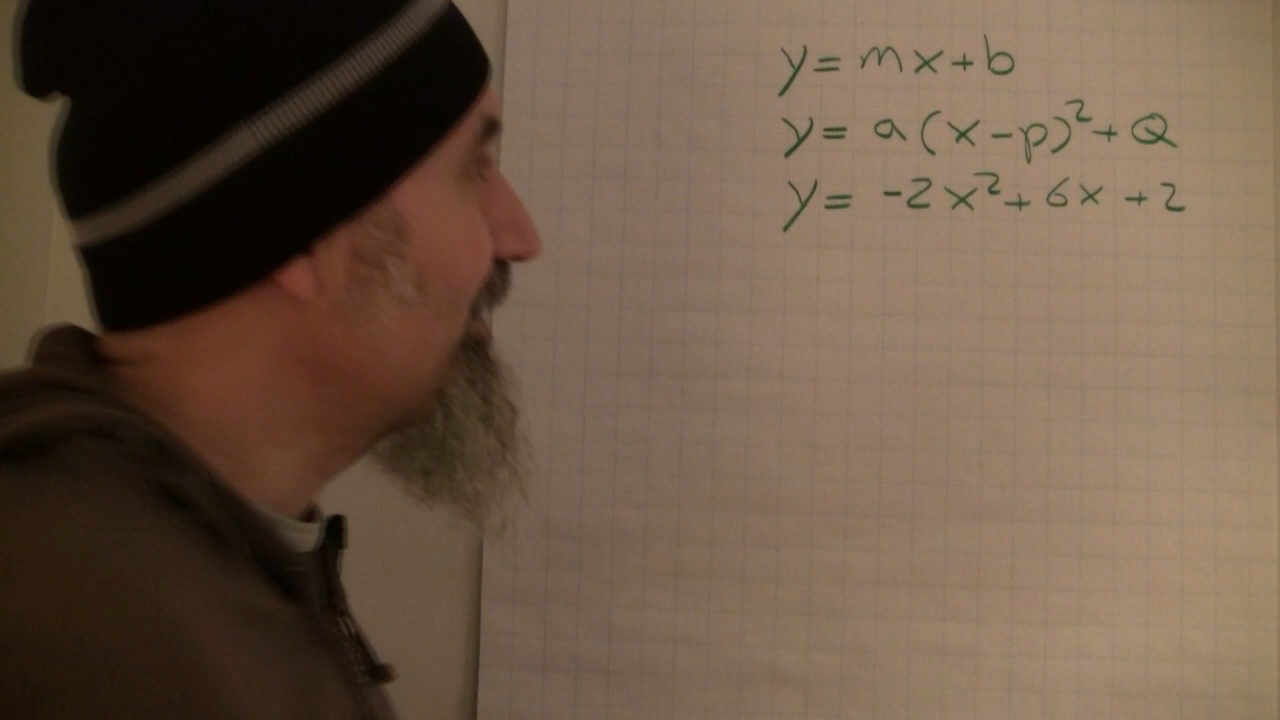 y = mx + b
y = a(x - p)² + Q
y = -2x² + 6x + 2